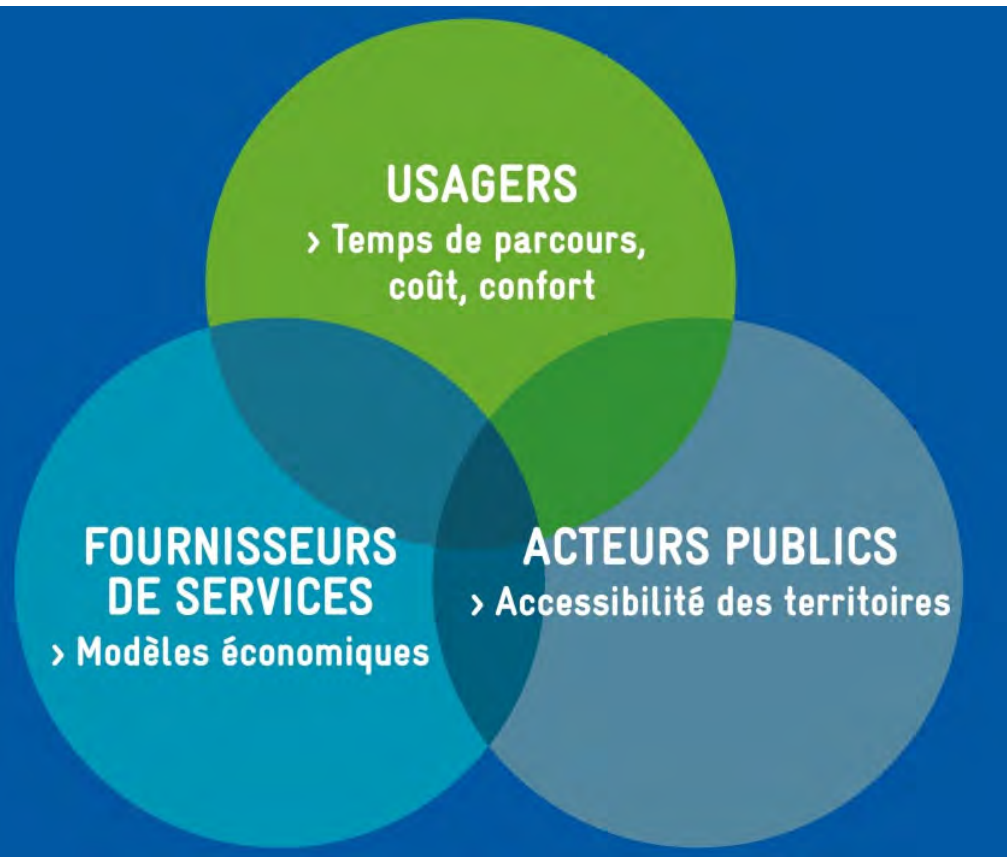 USAGERS
› Temps de parcours,
coût, confort
FOURNISSEURS
DE SERVICES
› Modèles économiques
ACTEURS PUBLICS
› Accessibilité des territoires